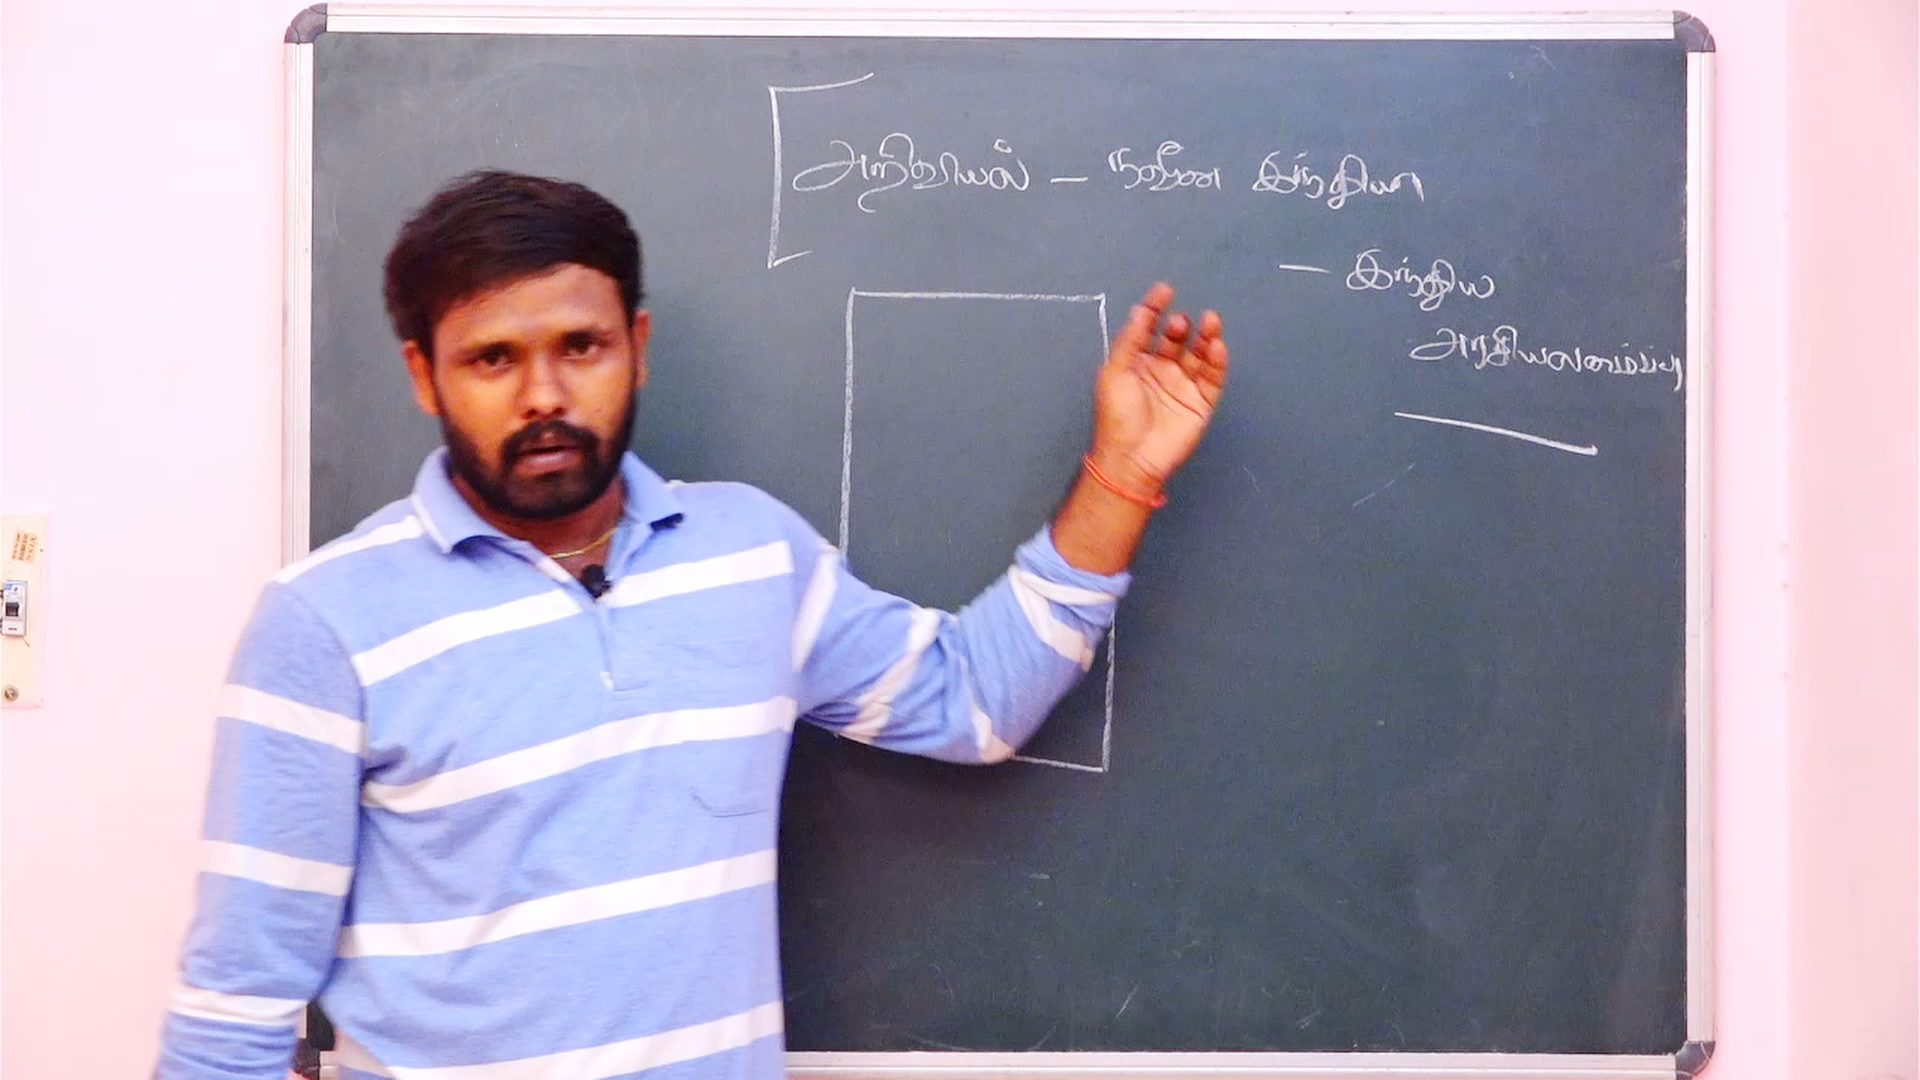 அறிவியல் – நவீன இந்தியா
– இந்திய
அரசியலமைப்பு